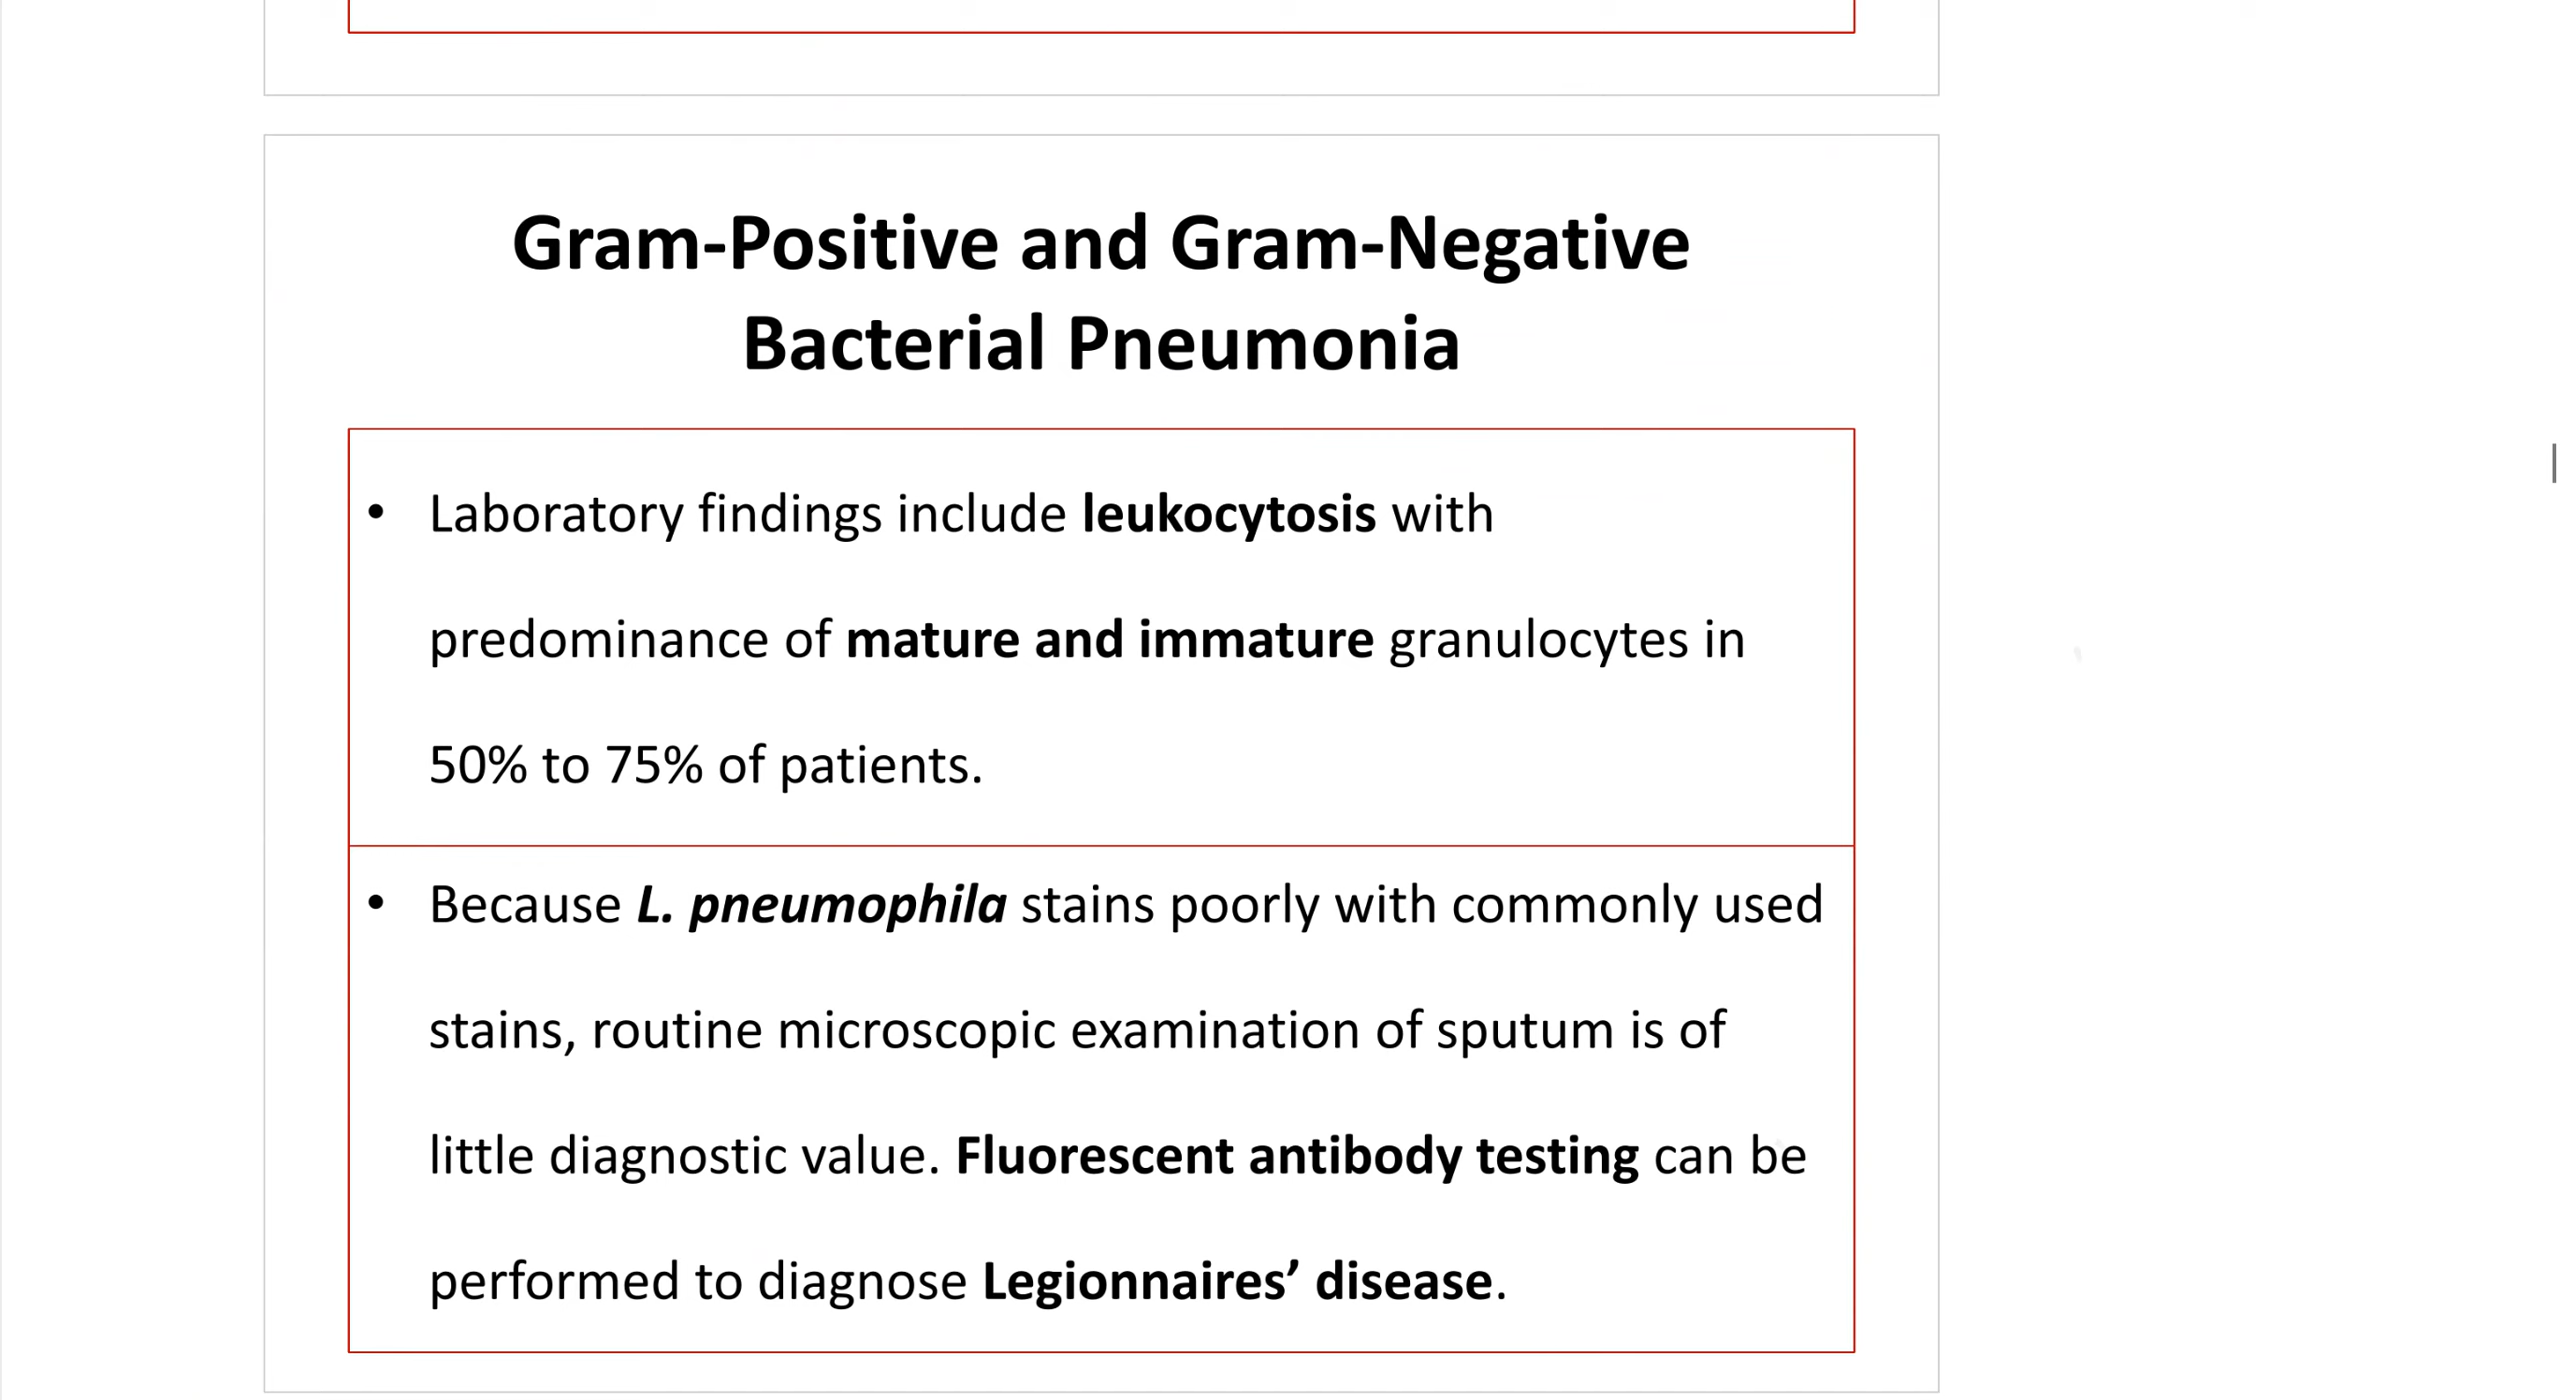 Gram-Positive and Gram-Negative
Bacterial Pneumonia
• Laboratory findings include leukocytosis with
predominance of mature and immature granulocytes in
50% to 75% of patients.
• Because L. pneumophila stains poorly with commonly used
stains, routine microscopic examination of sputum is of
little diagnostic value. Fluorescent antibody testing can be
performed to diagnose Legionnaires’ disease.